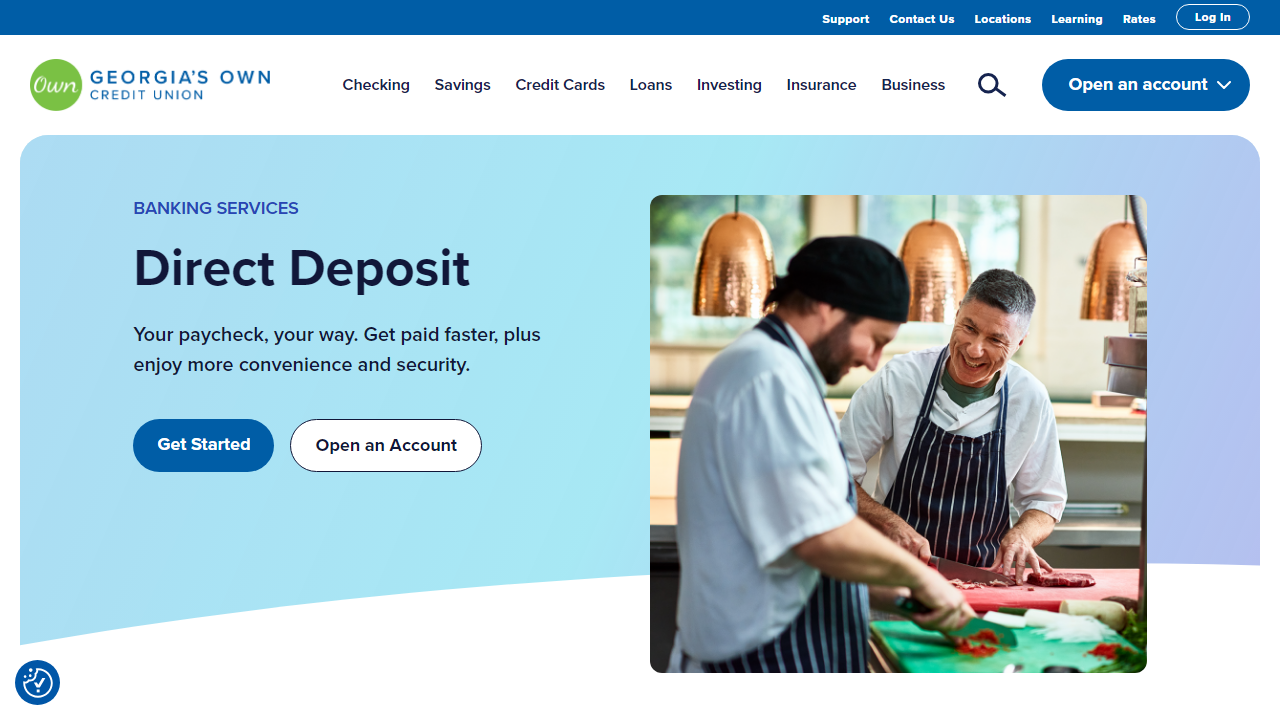 Support Contact Us Locations Learning Rates Log In
Own GEORGIA'S OWN
CREDIT UNION
Checking Savings Credit Cards Loans Investing Insurance Business Open an account
BANKING SERVICES
Direct Deposit
Your paycheck, your way. Get paid faster, plus
enjoy more convenience and security.
Get Started Open an Account